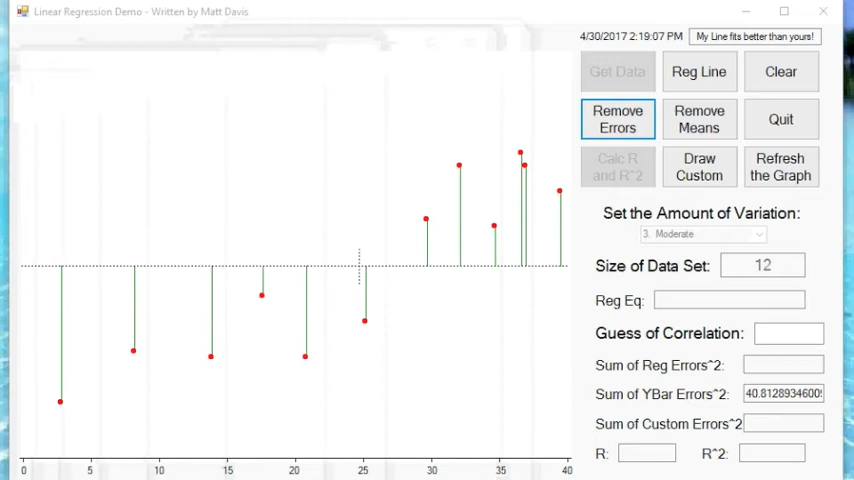 Linear Regression Demo - Written by Matt Davis
4/30/2017 2:19:07 PM
My Line fits better than yours!
Get Data
Reg Line
Clear
Remove
Errors
Remove
Means
Quit
Calc R
and R^2
Draw
Custom
Refresh
the Graph
Set the Amount of Variation:
3. Moderate
Size of Data Set: 12
Reg Eq:
Guess of Correlation:
Sum of Reg Errors^2:
Sum of YBar Errors^2:
Sum of Custom Errors^2
R:
R^2:
0 5 10 15 20 25 30 35 40